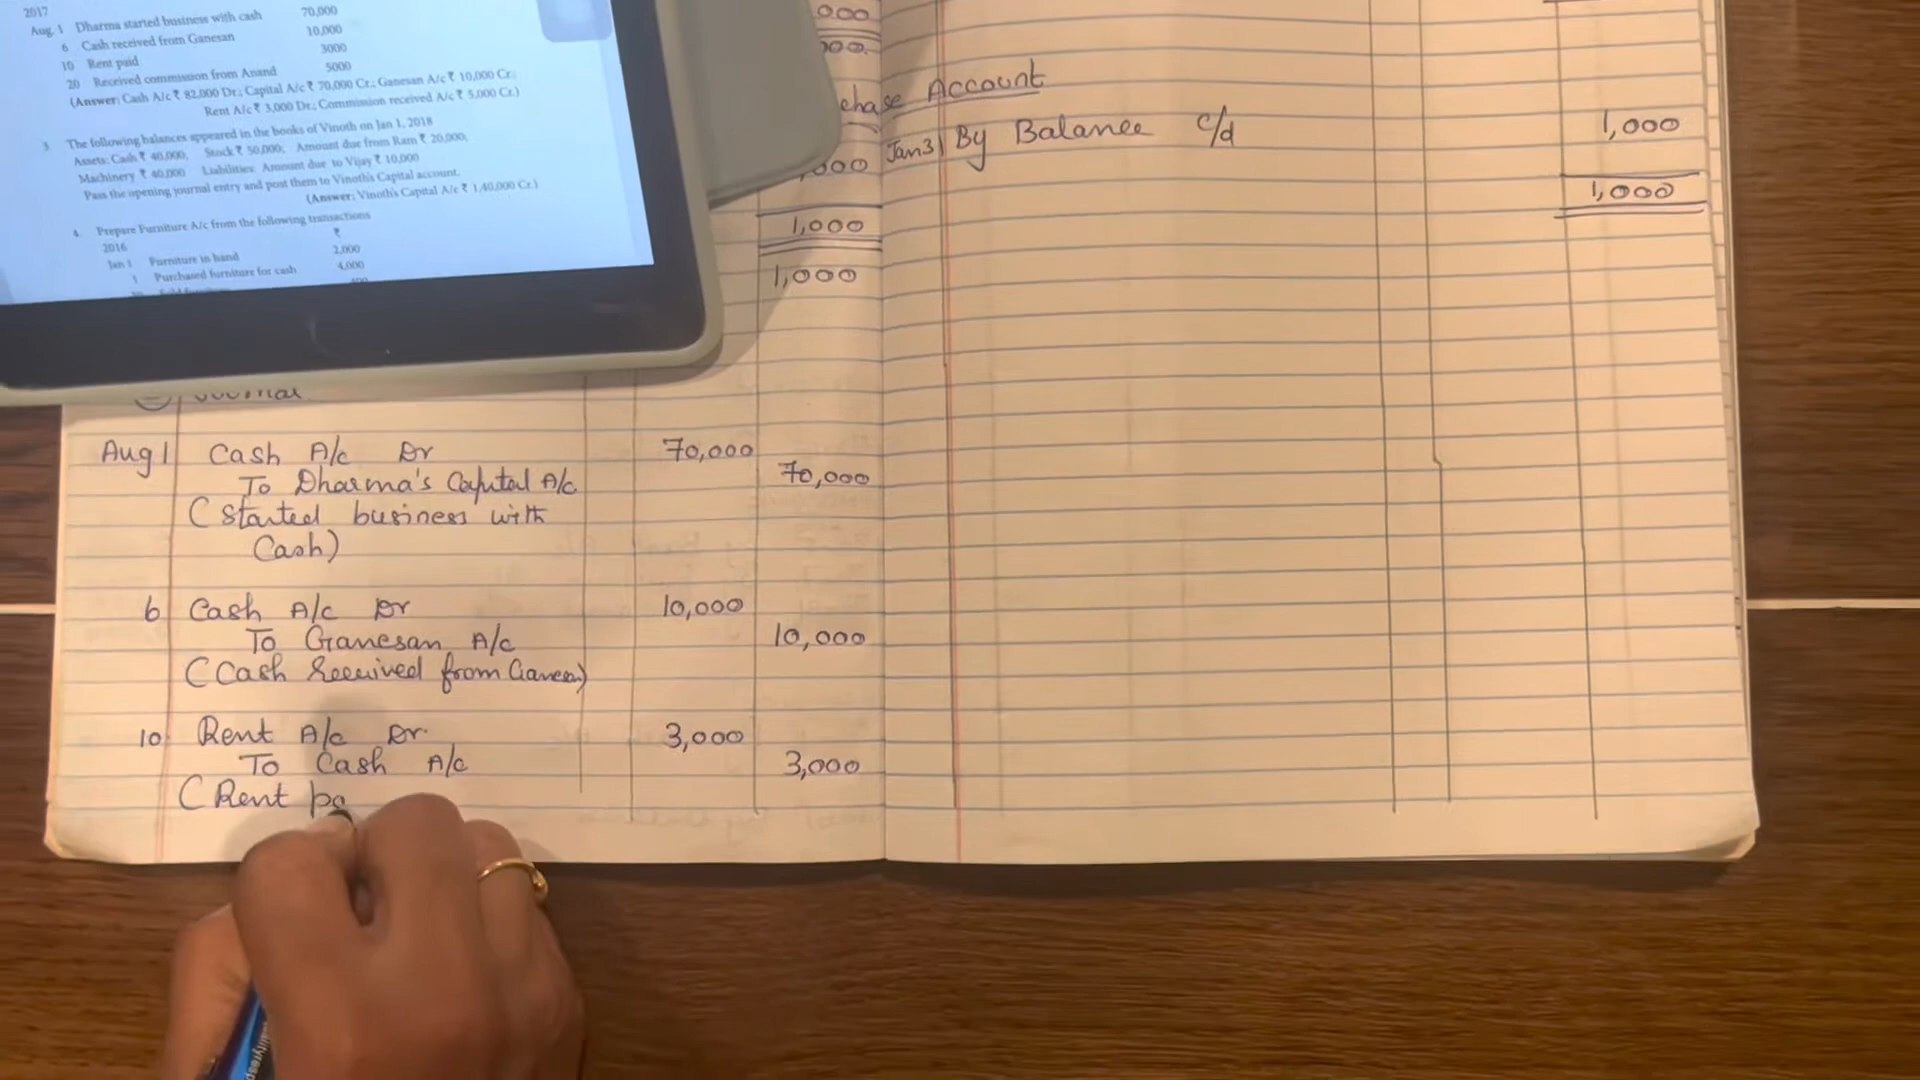 2017
Aug. 1 Dharma started business with cash 70,000
6 Cash received from Ganesan 10,000
10 Rent paid 3000
20 Received commission from Anand 5000
(Answer: Cash A/c ₹ 82,000 Dr.; Capital A/c ₹ 70,000 Cr.; Ganesan A/c ₹ 10,000 Cr.;
Rent A/c ₹ 3,000 Dr.; Commission received A/c ₹ 5,000 Cr.)
3 The following balances appeared in the books of Vinoth on Jan 1, 2018
Assets: Cash ₹ 40,000, Stock ₹ 50,000, Amount due from Ram ₹ 20,000,
Machinery ₹ 40,000 Liabilities: Amount due to Vijay ₹ 10,000
Pass the opening journal entry and post them to Vinoth's Capital account.
(Answer: Vinoth's Capital A/c ₹ 1,40,000 Cr.)
4. Prepare Furniture A/c from the following transactions
2016 ₹
Jan 1 Furniture in hand 2,000
1 Purchased furniture for cash 4,000
000
000.
chase Account
,000 Jan31 By Balance c/d 1,000
1,000 1,000
1,000
Journal
Aug 1 Cash A/c Dr 70,000
To Dharma's Capital A/c 70,000
(Started business with
Cash)
6 Cash A/c Dr 10,000
To Ganesan A/c 10,000
(Cash Received from
10. Rent A/c Dr. 3,000
To Cash A/c 3,000
(Rent pa